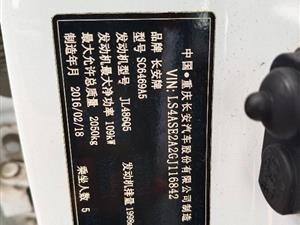 中国●重庆长安汽车股份有限公司制造
VIN: LS4ASE2A2GJ116842
品牌 长安牌
型号 SC6469A5
发动机型号 JL486Q5
发动机排量 1998
发动机最大净功率 109kW
最大允许总质量 2050kg
制造年月 2016/02/18
乘坐人数 5